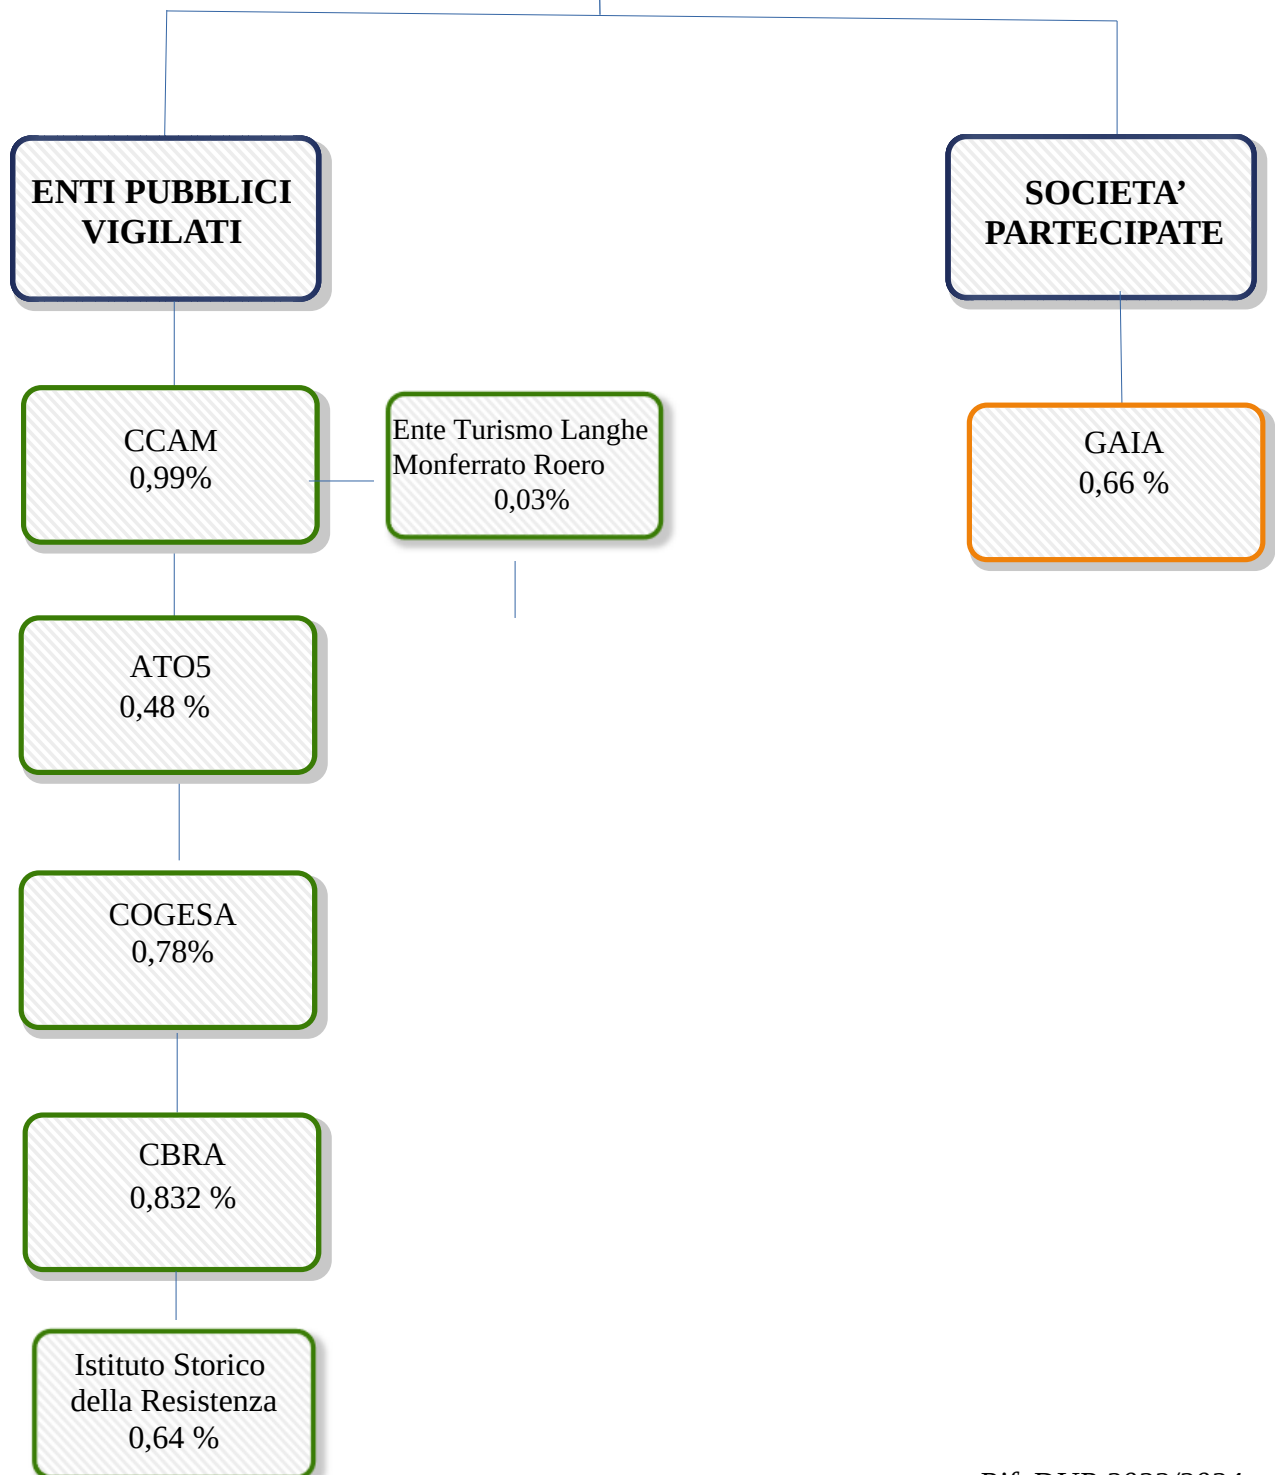 ENTI PUBBLICI
VIGILATI
SOCIETA’
PARTECIPATE
CCAM
0,99%
Ente Turismo Langhe
Monferrato Roero
0,03%
GAIA
0,66 %
ATO5
0,48 %
COGESA
0,78%
CBRA
0,832 %
Istituto Storico
della Resistenza
0,64 %